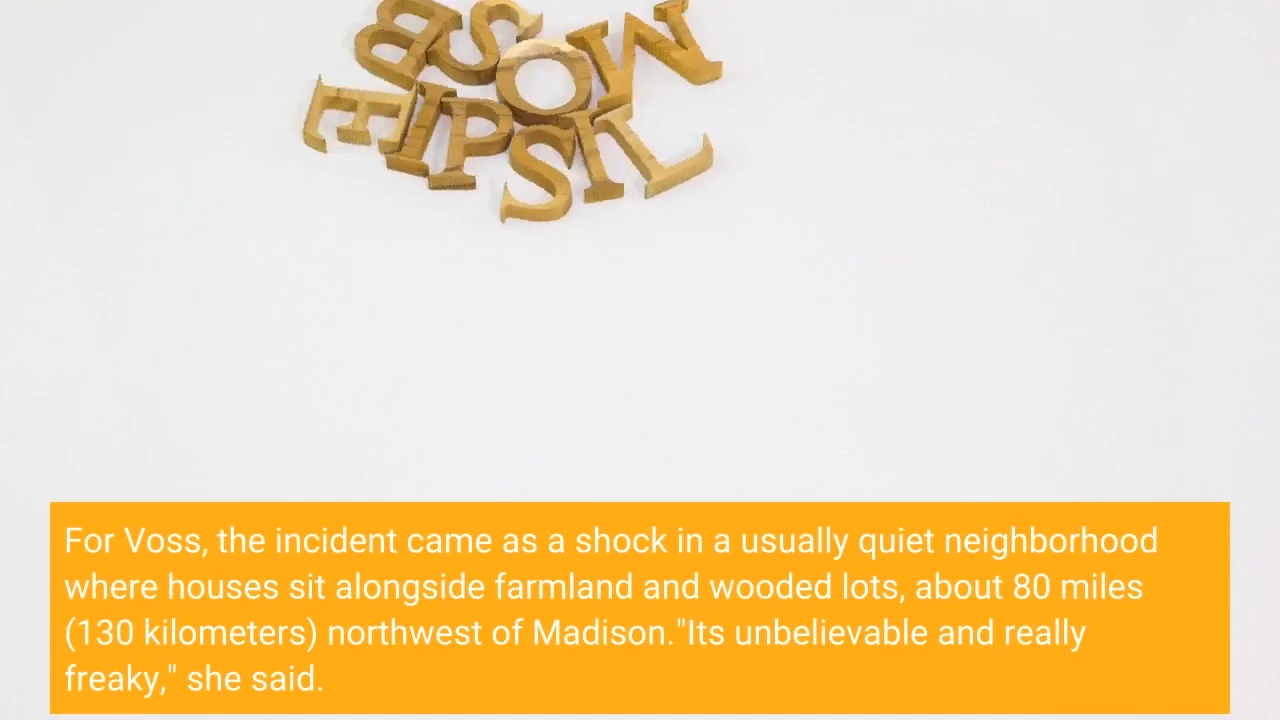 B S O W
E I P S I L
For Voss, the incident came as a shock in a usually quiet neighborhood
where houses sit alongside farmland and wooded lots, about 80 miles
(130 kilometers) northwest of Madison."Its unbelievable and really
freaky," she said.